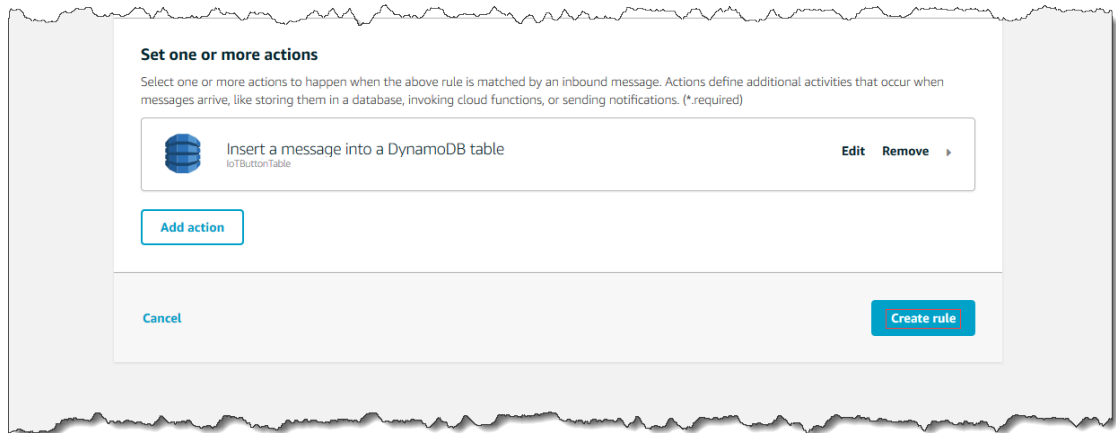 Set one or more actions
Select one or more actions to happen when the above rule is matched by an inbound message. Actions define additional activities that occur when
messages arrive, like storing them in a database, invoking cloud functions, or sending notifications. (*.required)
Insert a message into a DynamoDB table
IoTButtonTable
Edit Remove
Add action
Cancel
Create rule